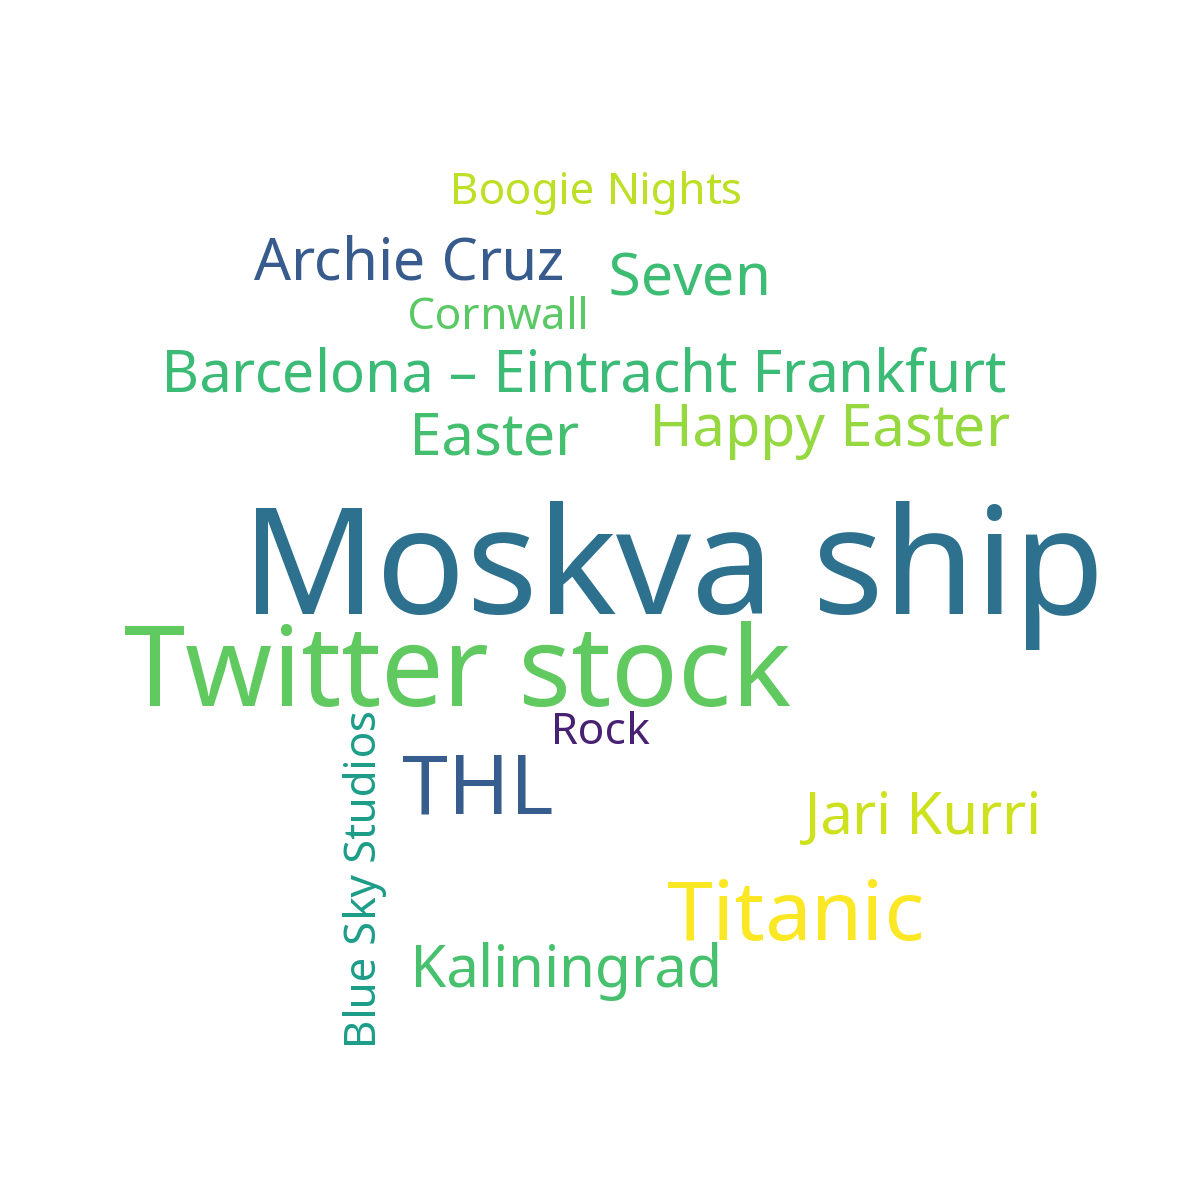 Boogie Nights
Archie Cruz
Seven
Cornwall
Barcelona – Eintracht Frankfurt
Happy Easter
Easter
Moskva ship
Twitter stock
Rock
THL
Blue Sky Studios
Jari Kurri
Titanic
Kaliningrad